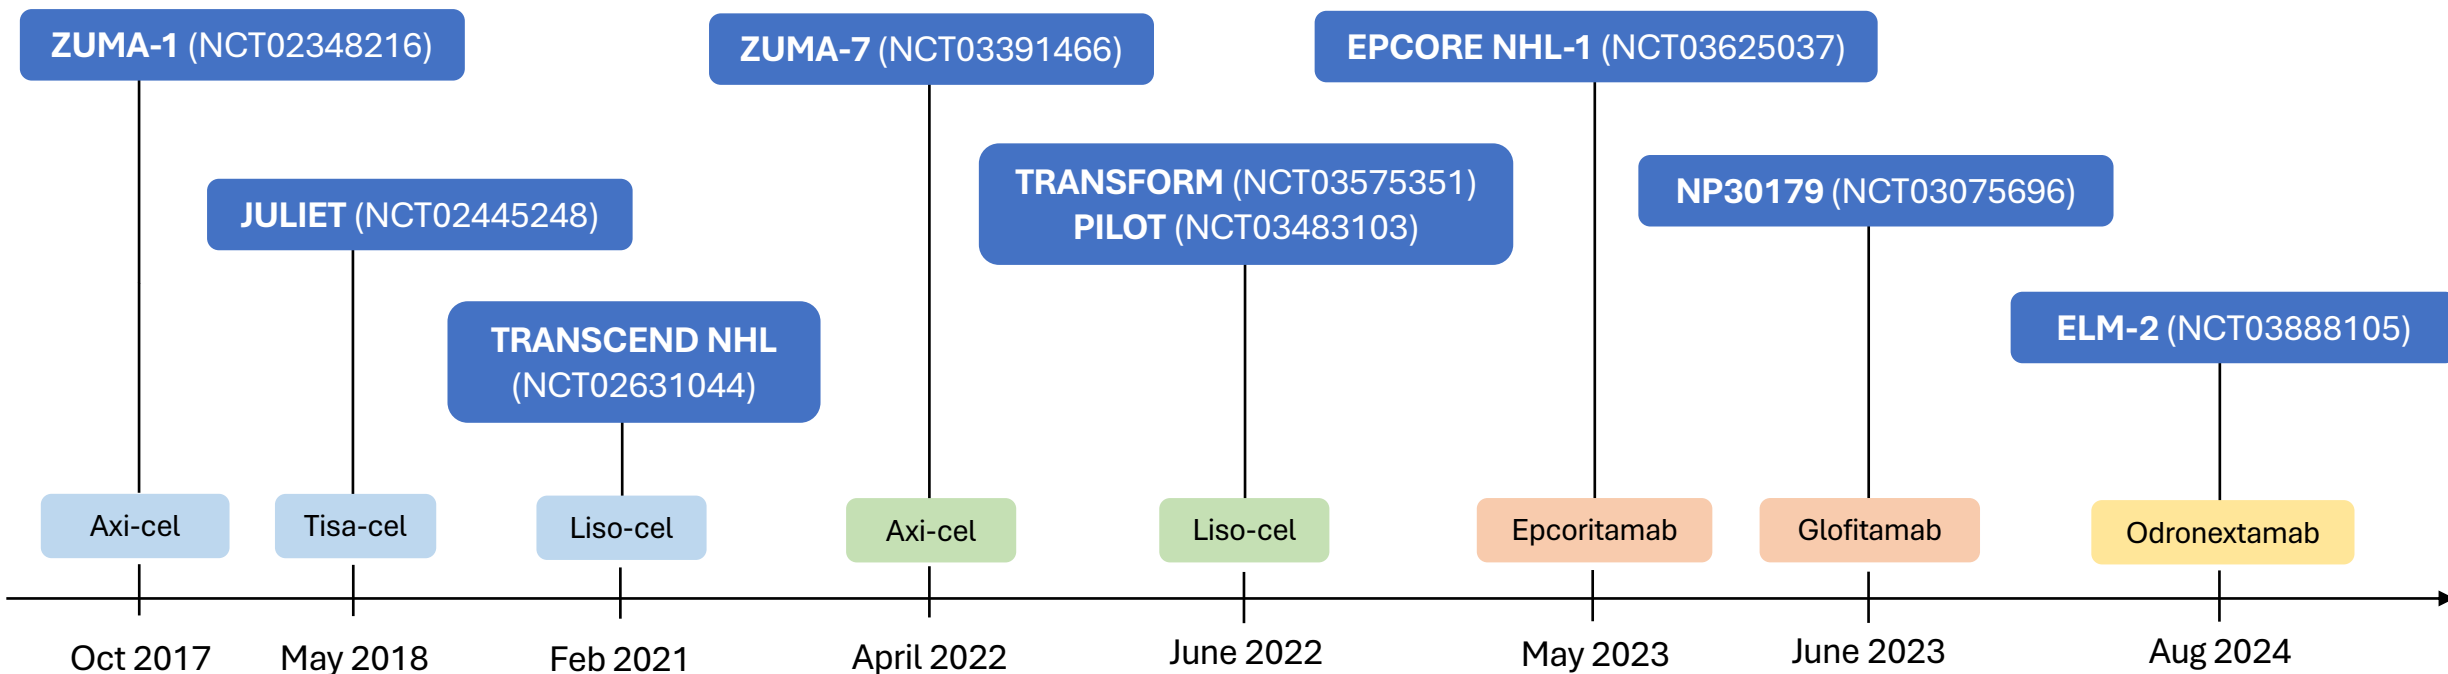 ZUMA-1 (NCT02348216)
ZUMA-7 (NCT03391466)
EPCORE NHL-1 (NCT03625037)
JULIET (NCT02445248)
TRANSFORM (NCT03575351)
PILOT (NCT03483103)
NP30179 (NCT03075696)
TRANSCEND NHL
(NCT02631044)
ELM-2 (NCT03888105)
Axi-cel
Tisa-cel
Liso-cel
Axi-cel
Liso-cel
Epcoritamab
Glofitamab
Odronextamab
Oct 2017
May 2018
Feb 2021
April 2022
June 2022
May 2023
June 2023
Aug 2024